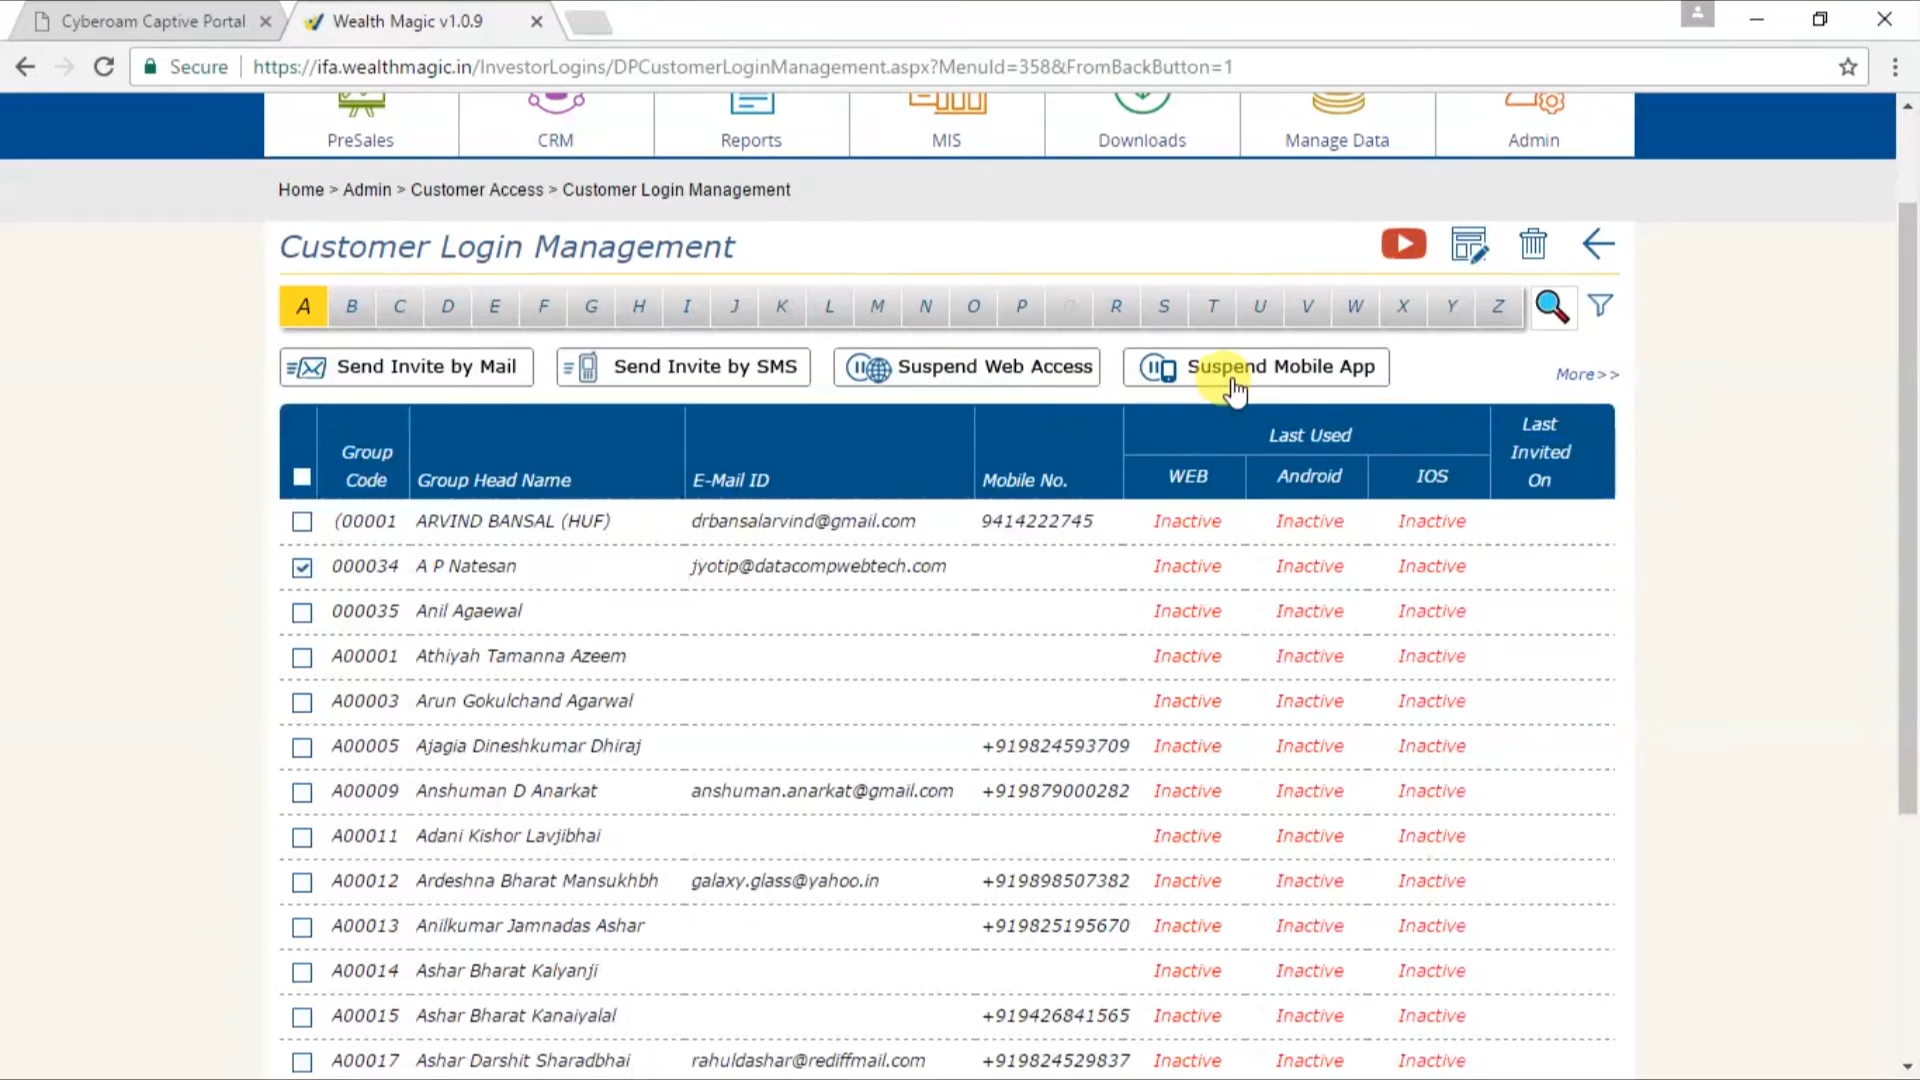 Cyberoam Captive Portal
Wealth Magic v1.0.9
Secure https://ifa.wealthmagic.in/InvestorLogins/DPCustomerLoginManagement.aspx?MenuId=358&FromBackButton=1
PreSales CRM Reports MIS Downloads Manage Data Admin
Home > Admin > Customer Access > Customer Login Management
Customer Login Management
A B C D E F G H I J K L M N O P R S T U V W X Y Z
Send Invite by Mail Send Invite by SMS Suspend Web Access Suspend Mobile App More>>
Group Code Group Head Name E-Mail ID Mobile No. Last Used WEB Android IOS Last Invited On
(00001 ARVIND BANSAL (HUF) drbansalarvind@gmail.com 9414222745 Inactive Inactive Inactive
000034 A P Natesan jyotip@datacompwebtech.com Inactive Inactive Inactive
000035 Anil Agaewal Inactive Inactive Inactive
A00001 Athiyah Tamanna Azeem Inactive Inactive Inactive
A00003 Arun Gokulchand Agarwal Inactive Inactive Inactive
A00005 Ajagia Dineshkumar Dhiraj +919824593709 Inactive Inactive Inactive
A00009 Anshuman D Anarkat anshuman.anarkat@gmail.com +919879000282 Inactive Inactive Inactive
A00011 Adani Kishor Lavjibhai Inactive Inactive Inactive
A00012 Ardeshna Bharat Mansukhbh galaxy.glass@yahoo.in +919898507382 Inactive Inactive Inactive
A00013 Anilkumar Jamnadas Ashar +919825195670 Inactive Inactive Inactive
A00014 Ashar Bharat Kalyanji Inactive Inactive Inactive
A00015 Ashar Bharat Kanaiyalal +919426841565 Inactive Inactive Inactive
A00017 Ashar Darshit Sharadbhai rahuldashar@rediffmail.com +919824529837 Inactive Inactive Inactive